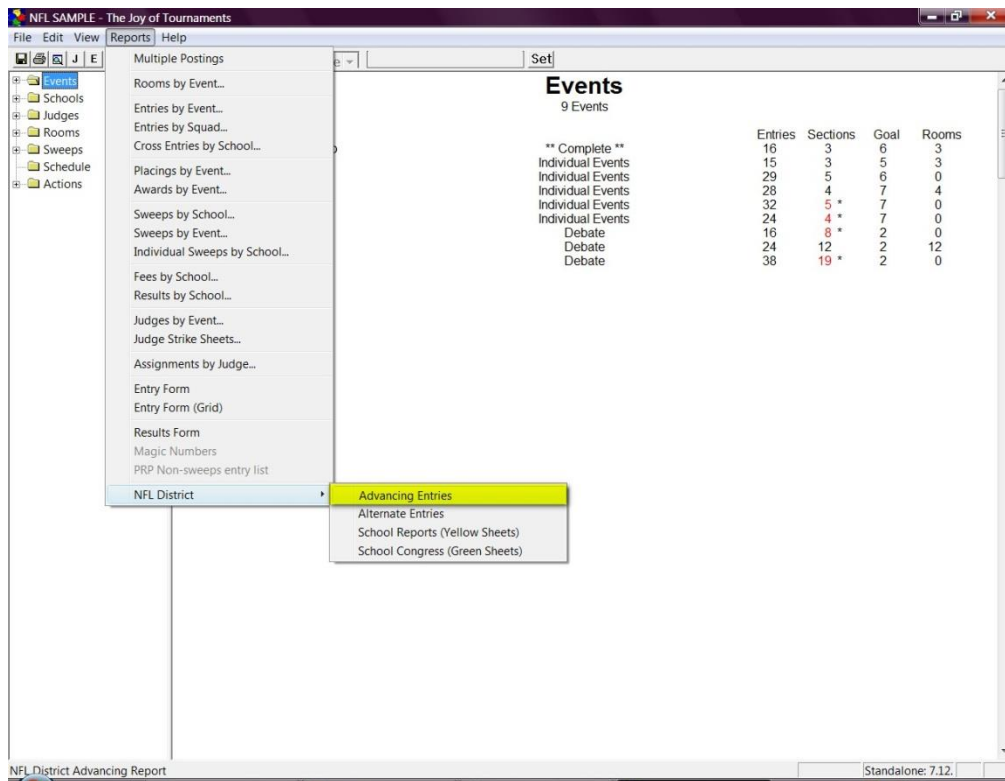 NFL SAMPLE - The Joy of Tournaments
File Edit View Reports Help
J E Set
Events
Schools
Judges
Rooms
Sweeps
Schedule
Actions
Multiple Postings
Rooms by Event...
Entries by Event...
Entries by Squad...
Cross Entries by School...
Placings by Event...
Awards by Event...
Sweeps by School...
Sweeps by Event...
Individual Sweeps by School...
Fees by School...
Results by School...
Judges by Event...
Judge Strike Sheets...
Assignments by Judge...
Entry Form
Entry Form (Grid)
Results Form
Magic Numbers
PRP Non-sweeps entry list
NFL District
Advancing Entries
Alternate Entries
School Reports (Yellow Sheets)
School Congress (Green Sheets)
Events
9 Events
Entries Sections Goal Rooms
** Complete ** 16 3 6 3
Individual Events 15 3 5 3
Individual Events 29 5 6 0
Individual Events 28 4 7 4
Individual Events 32 5 * 7 0
Individual Events 24 4 * 7 0
Debate 16 8 * 2 0
Debate 24 12 2 12
Debate 38 19 * 2 0
NFL District Advancing Report
Standalone: 7.12.